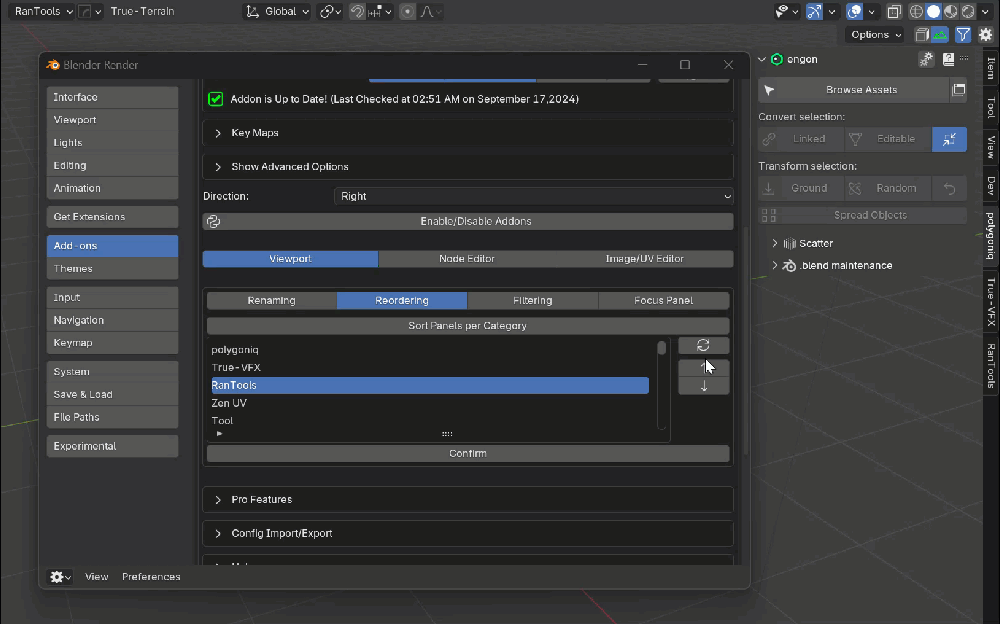 RanTools
True-Terrain
Global
Options
Blender Render
engon
Interface
Viewport
Lights
Editing
Animation
Get Extensions
Add-ons
Themes
Input
Navigation
Keymap
System
Save & Load
File Paths
Experimental
Addon is Up to Date! (Last Checked at 02:51 AM on September 17,2024)
Key Maps
Show Advanced Options
Direction:
Right
Enable/Disable Addons
Viewport
Node Editor
Image/UV Editor
Renaming
Reordering
Filtering
Focus Panel
Sort Panels per Category
polygoniq
True-VFX
RanTools
Zen UV
Tool
Confirm
Pro Features
Config Import/Export
View
Preferences
Browse Assets
Convert selection:
Linked
Editable
Transform selection:
Ground
Random
Spread Objects
Scatter
.blend maintenance
Item
Tool
View
Dev
polygoniq
True-VFX
RanTools